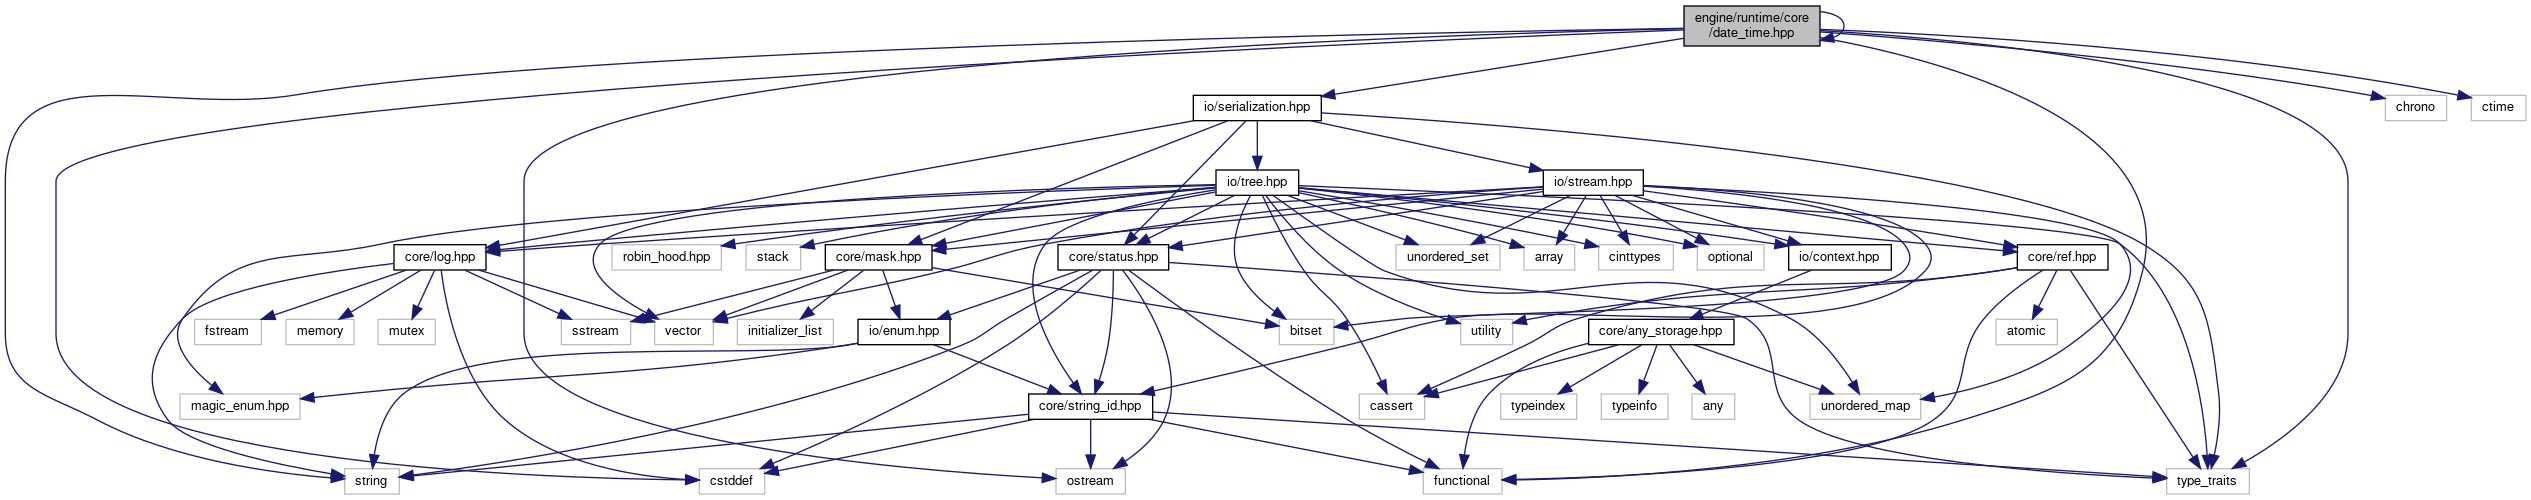 engine/runtime/core
/date_time.hpp
io/serialization.hpp
chrono
ctime
io/tree.hpp
io/stream.hpp
core/log.hpp
robin_hood.hpp
stack
core/mask.hpp
core/status.hpp
unordered_set
array
cinttypes
optional
io/context.hpp
core/ref.hpp
fstream
memory
mutex
sstream
vector
initializer_list
io/enum.hpp
bitset
utility
core/any_storage.hpp
atomic
magic_enum.hpp
core/string_id.hpp
cassert
typeindex
typeinfo
any
unordered_map
string
cstddef
ostream
functional
type_traits